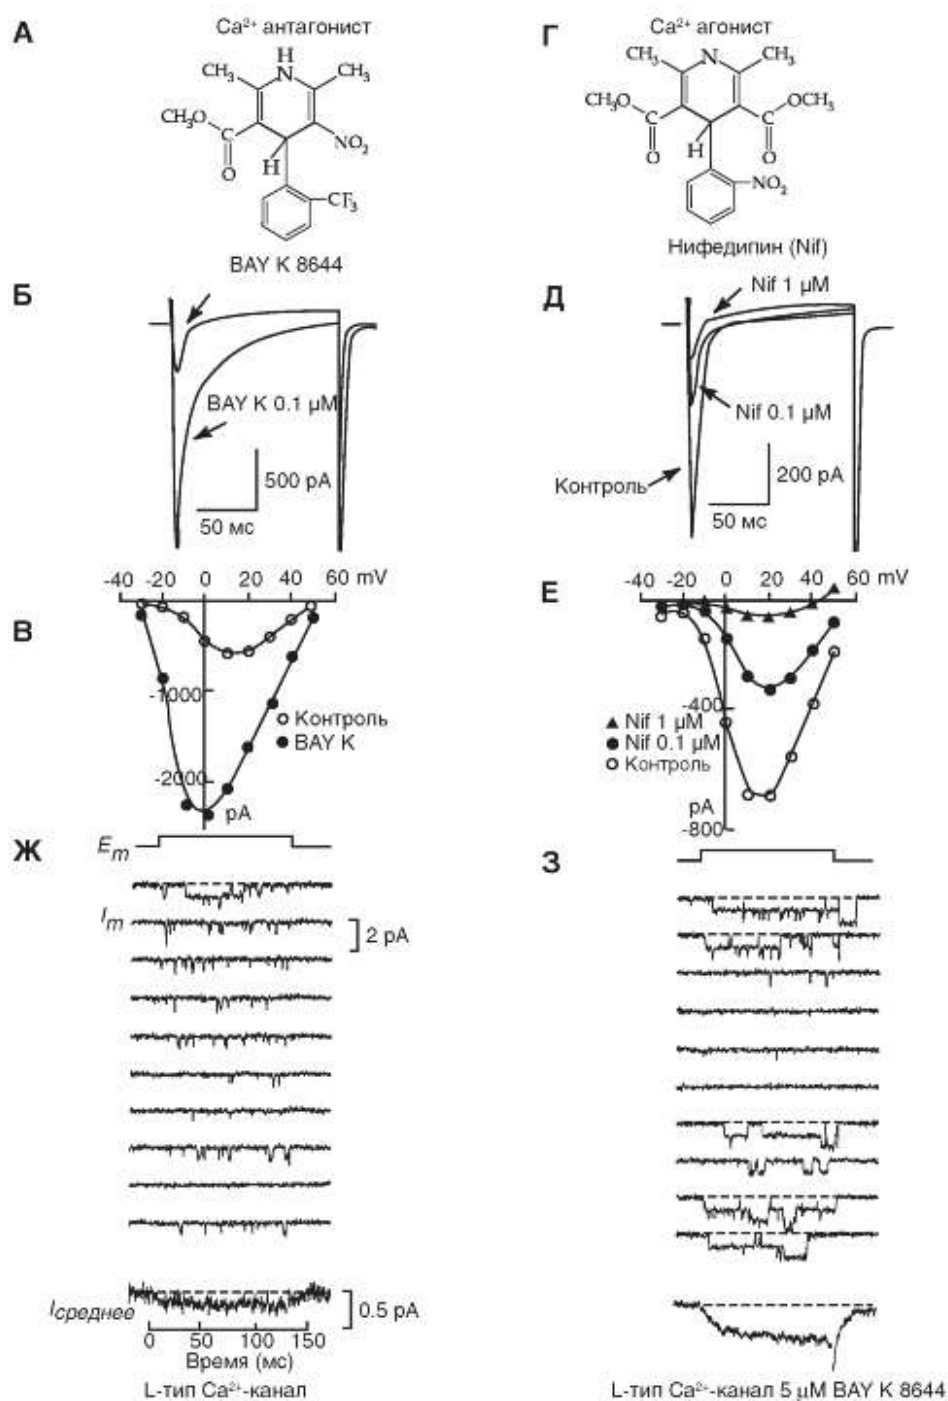 А
Ca²⁺ антагонист
H
N
CH₃
CH₃
CH₃O
C
O
H
NO₂
CF₃
BAY K 8644
Г
Ca²⁺ агонист
N
CH₃
CH₃
CH₃O
OCH₃
C
C
O
H
O
NO₂
Нифедипин (Nif)
Б
BAY K 0.1 μM
500 pA
50 мс
Д
Nif 1 μM
Nif 0.1 μM
Контроль
200 pA
50 мс
В
-40 -20 0 20 40 60 mV
-1000
Контроль
BAY K
-2000
pA
Е
-40 -20 0 20 40 60 mV
-400
Nif 1 μM
Nif 0.1 μM
Контроль
pA
-800
Ж
Em
Im
2 pA
Iсреднее
0.5 pA
0 50 100 150
Время (мс)
L-тип Ca²⁺-канал
З
L-тип Ca²⁺-канал 5 μM BAY K 8644